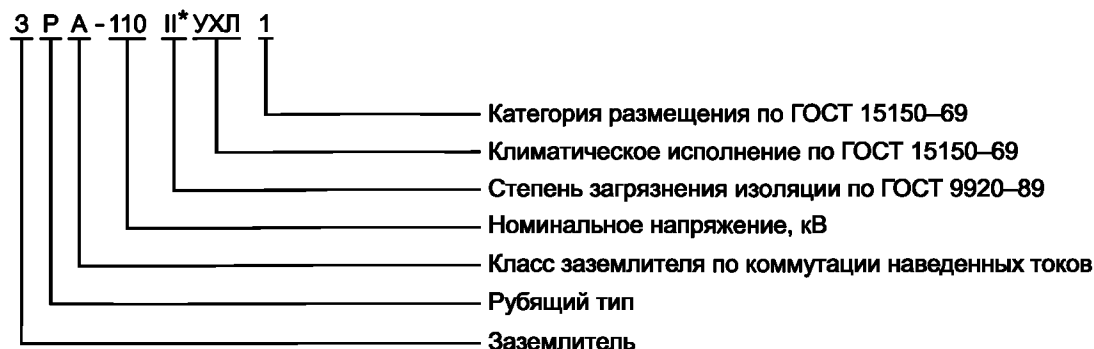 З Р А - 110 II* УХЛ 1
Категория размещения по ГОСТ 15150–69
Климатическое исполнение по ГОСТ 15150–69
Степень загрязнения изоляции по ГОСТ 9920–89
Номинальное напряжение, кВ
Класс заземлителя по коммутации наведенных токов
Рубящий тип
Заземлитель